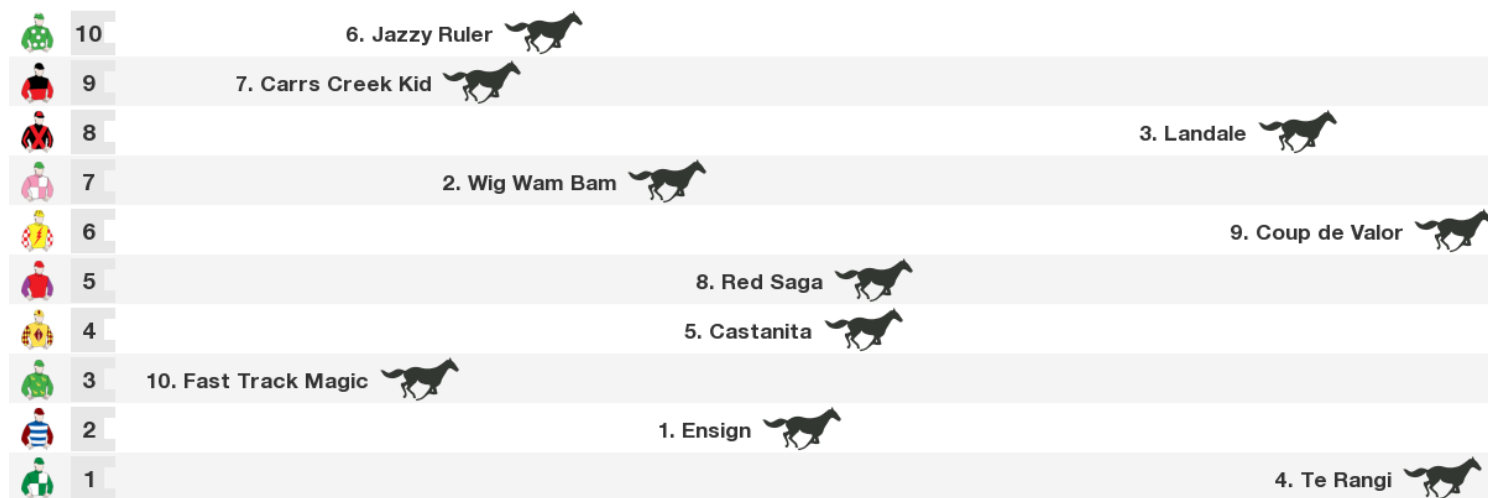 10 6. Jazzy Ruler
9 7. Carrs Creek Kid
8 3. Landale
7 2. Wig Wam Bam
6 9. Coup de Valor
5 8. Red Saga
4 5. Castanita
3 10. Fast Track Magic
2 1. Ensign
1 4. Te Rangi